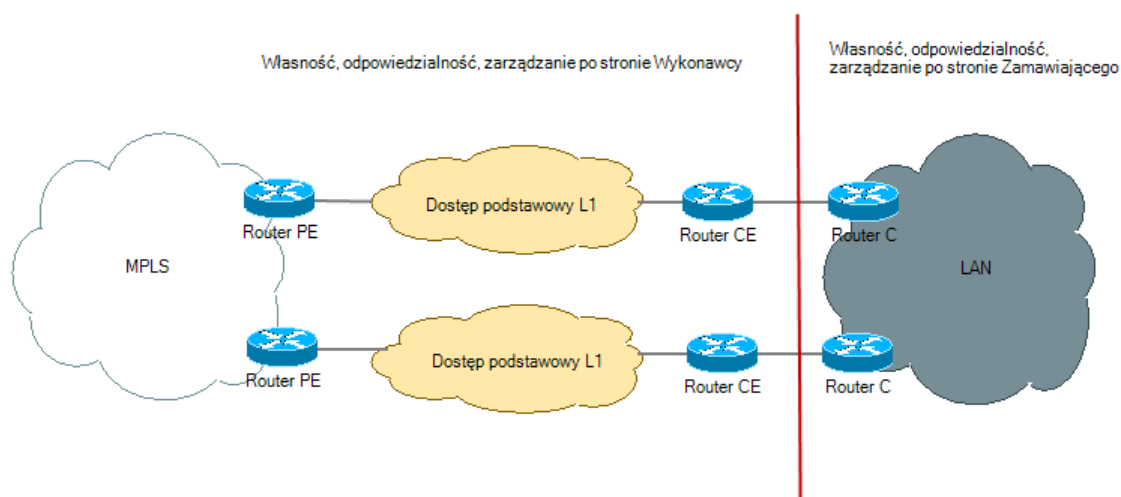 Własność, odpowiedzialność, zarządzanie po stronie Wykonawcy
Własność, odpowiedzialność,
zarządzanie po stronie Zamawiającego
Dostęp podstawowy L1
Router PE
Router CE
Router C
MPLS
LAN
Dostęp podstawowy L1
Router PE
Router CE
Router C